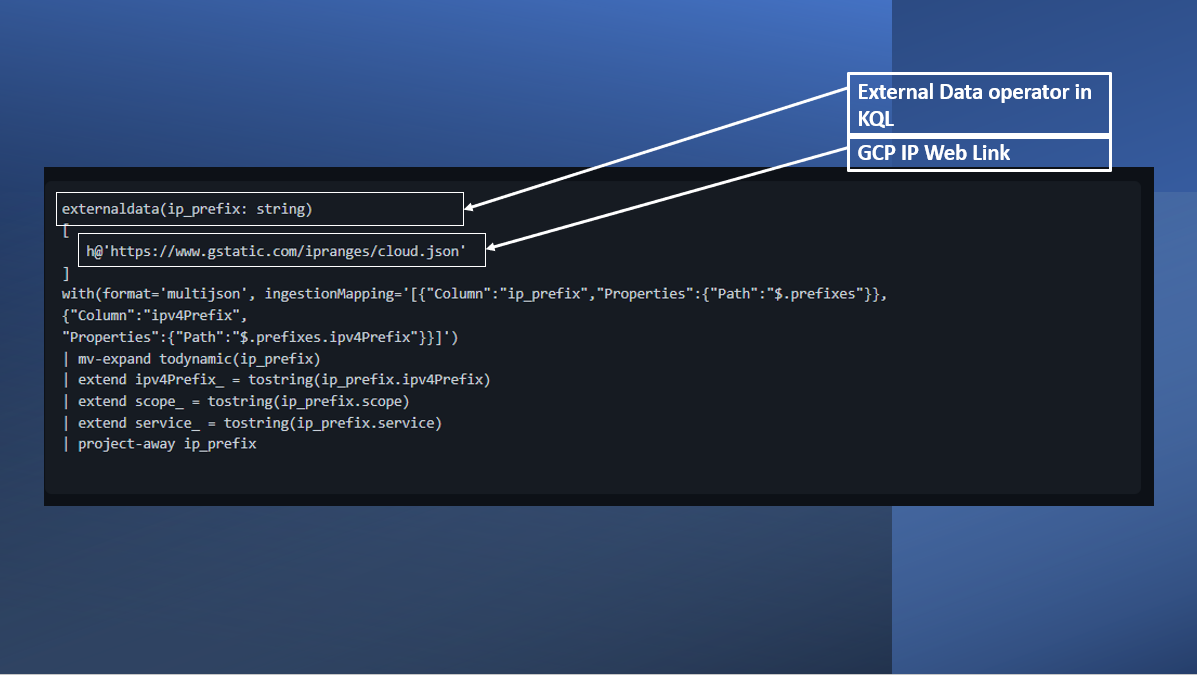 External Data operator in
KQL
GCP IP Web Link
externaldata(ip_prefix: string)
[
h@'https://www.gstatic.com/ipranges/cloud.json'
]
with(format='multijson', ingestionMapping='[{"Column":"ip_prefix","Properties":{"Path":"$.prefixes"}},
{"Column":"ipv4Prefix",
"Properties":{"Path":"$.prefixes.ipv4Prefix"}}]')
| mv-expand todynamic(ip_prefix)
| extend ipv4Prefix_ = tostring(ip_prefix.ipv4Prefix)
| extend scope_ = tostring(ip_prefix.scope)
| extend service_ = tostring(ip_prefix.service)
| project-away ip_prefix